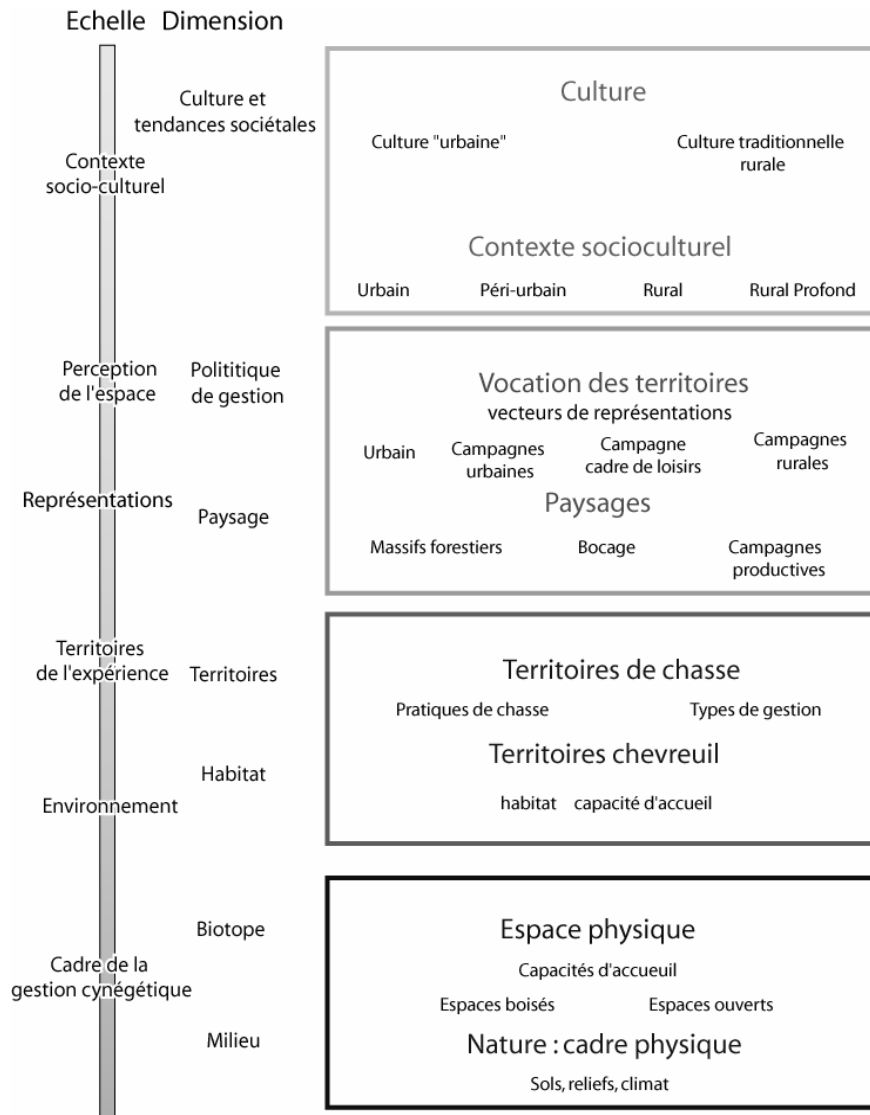 Echelle Dimension
Culture et
tendances sociétales
Contexte
socio-culturel
Culture
Culture "urbaine"
Culture traditionnelle
rurale
Contexte socioculturel
Urbain Péri-urbain Rural Rural Profond
Perception
de l'espace
Polititique
de gestion
Vocation des territoires
vecteurs de représentations
Urbain
Campagnes
urbaines
Campagne
cadre de loisirs
Campagnes
rurales
Représentations
Paysage
Paysages
Massifs forestiers
Bocage
Campagnes
productives
Territoires
de l'expérience
Territoires
Territoires de chasse
Pratiques de chasse
Types de gestion
Habitat
Environnement
Territoires chevreuil
habitat capacité d'accueil
Biotope
Cadre de la
gestion cynégétique
Milieu
Espace physique
Capacités d'accueuil
Espaces boisés
Espaces ouverts
Nature : cadre physique
Sols, reliefs, climat